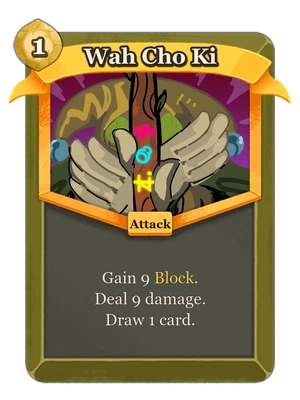 1
Wah Cho Ki
Attack
Gain 9 Block.
Deal 9 damage.
Draw 1 card.